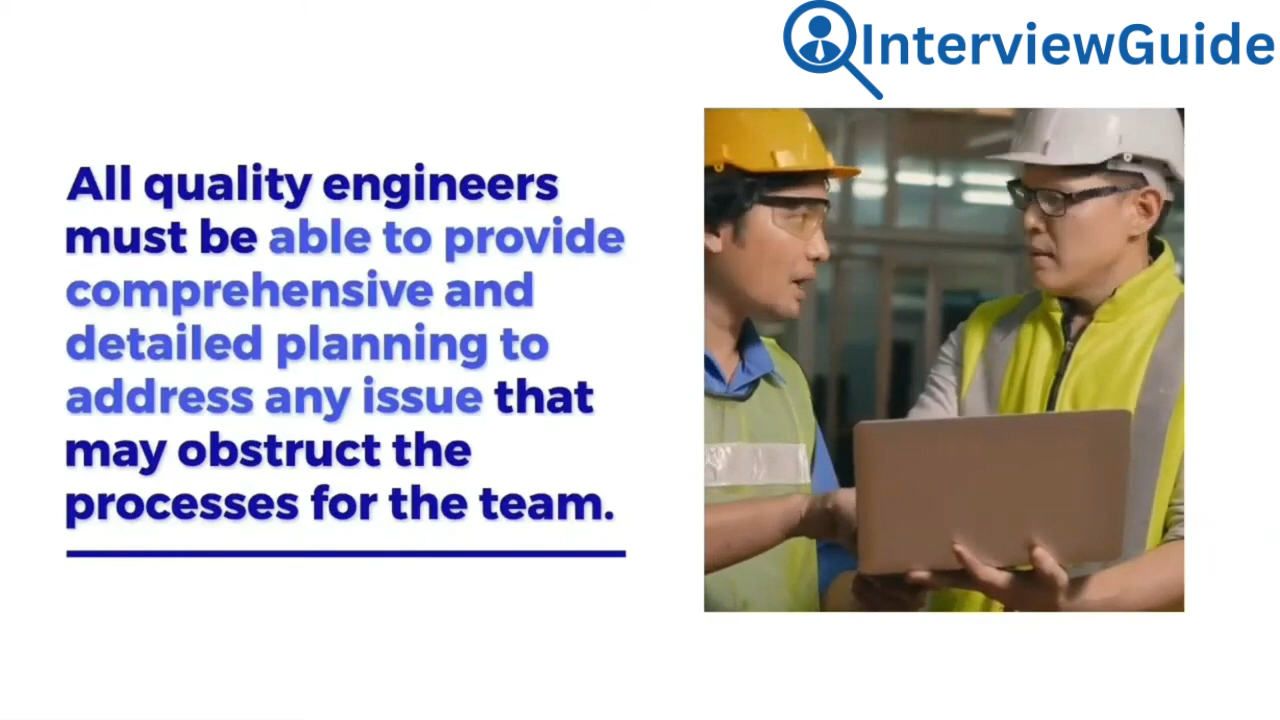 InterviewGuide
All quality engineers
must be able to provide
comprehensive and
detailed planning to
address any issue that
may obstruct the
processes for the team.